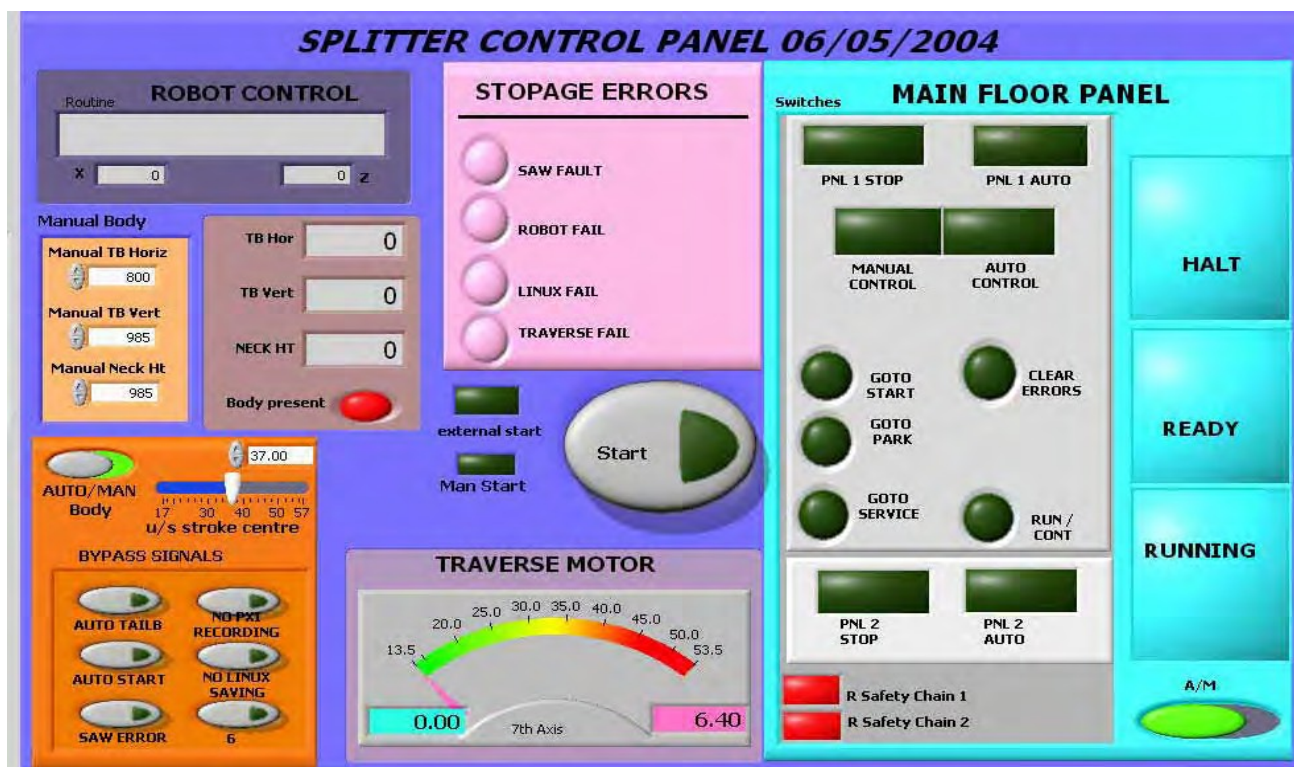 SPLITTER CONTROL PANEL 06/05/2004
Routine
ROBOT CONTROL
X 0
0 Z
Manual Body
Manual TB Horiz
800
Manual TB Vert
985
Manual Neck Ht
985
TB Hor 0
TB Vert 0
NECK HT 0
Body present
AUTO/MAN
Body
37.00
17 30 40 50 57
u/s stroke centre
BYPASS SIGNALS
AUTO TAILB
NO PXI
RECORDING
AUTO START
NO LINUX
SAVING
SAW ERROR
6
STOPAGE ERRORS
SAW FAULT
ROBOT FAIL
LINUX FAIL
TRAVERSE FAIL
external start
Man Start
Start
TRAVERSE MOTOR
13.5 20.0 25.0 30.0 35.0 40.0 45.0 50.0 53.5
0.00
7th Axis
6.40
Switches
MAIN FLOOR PANEL
PNL 1 STOP
PNL 1 AUTO
MANUAL
CONTROL
AUTO
CONTROL
GOTO
START
CLEAR
ERRORS
GOTO
PARK
GOTO
SERVICE
RUN /
CONT
PNL 2
STOP
PNL 2
AUTO
R Safety Chain 1
R Safety Chain 2
HALT
READY
RUNNING
A/M